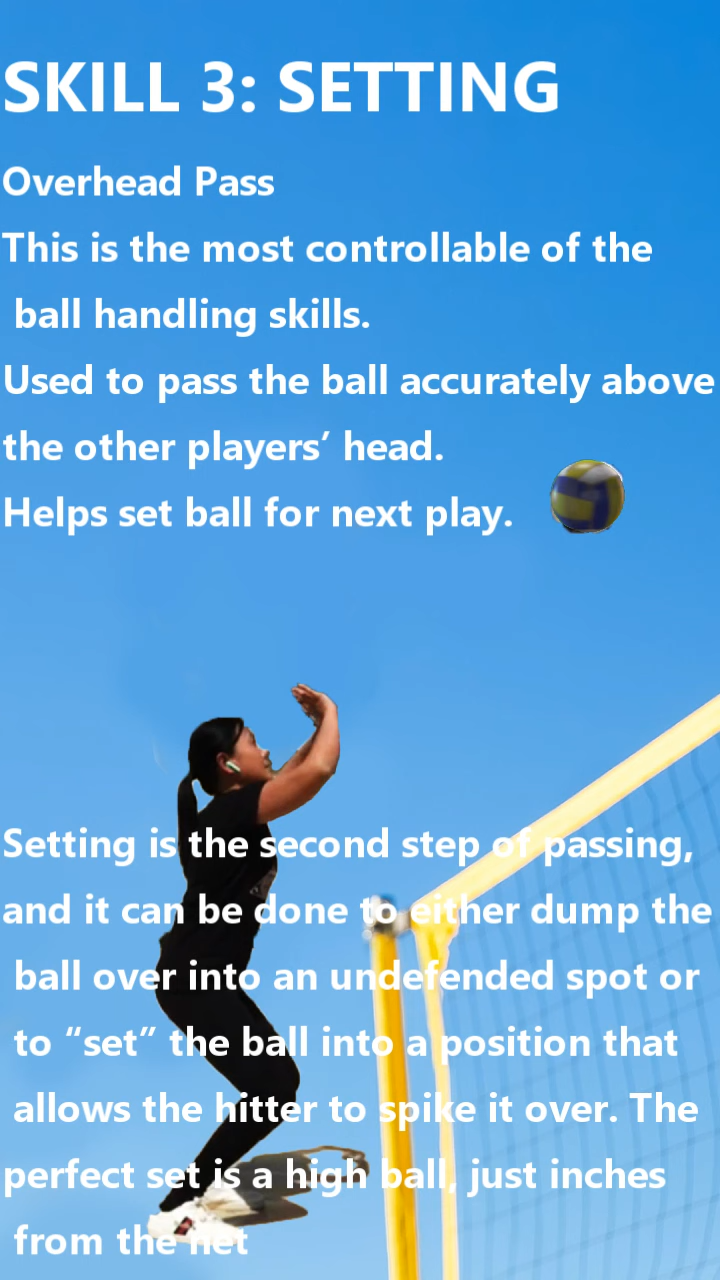 SKILL 3: SETTING
Overhead Pass
This is the most controllable of the
ball handling skills.
Used to pass the ball accurately above
the other players’ head.
Helps set ball for next play.
Setting is the second step of passing,
and it can be done to either dump the
ball over into an undefended spot or
to “set” the ball into a position that
allows the hitter to spike it over. The
perfect set is a high ball, just inches
from the net